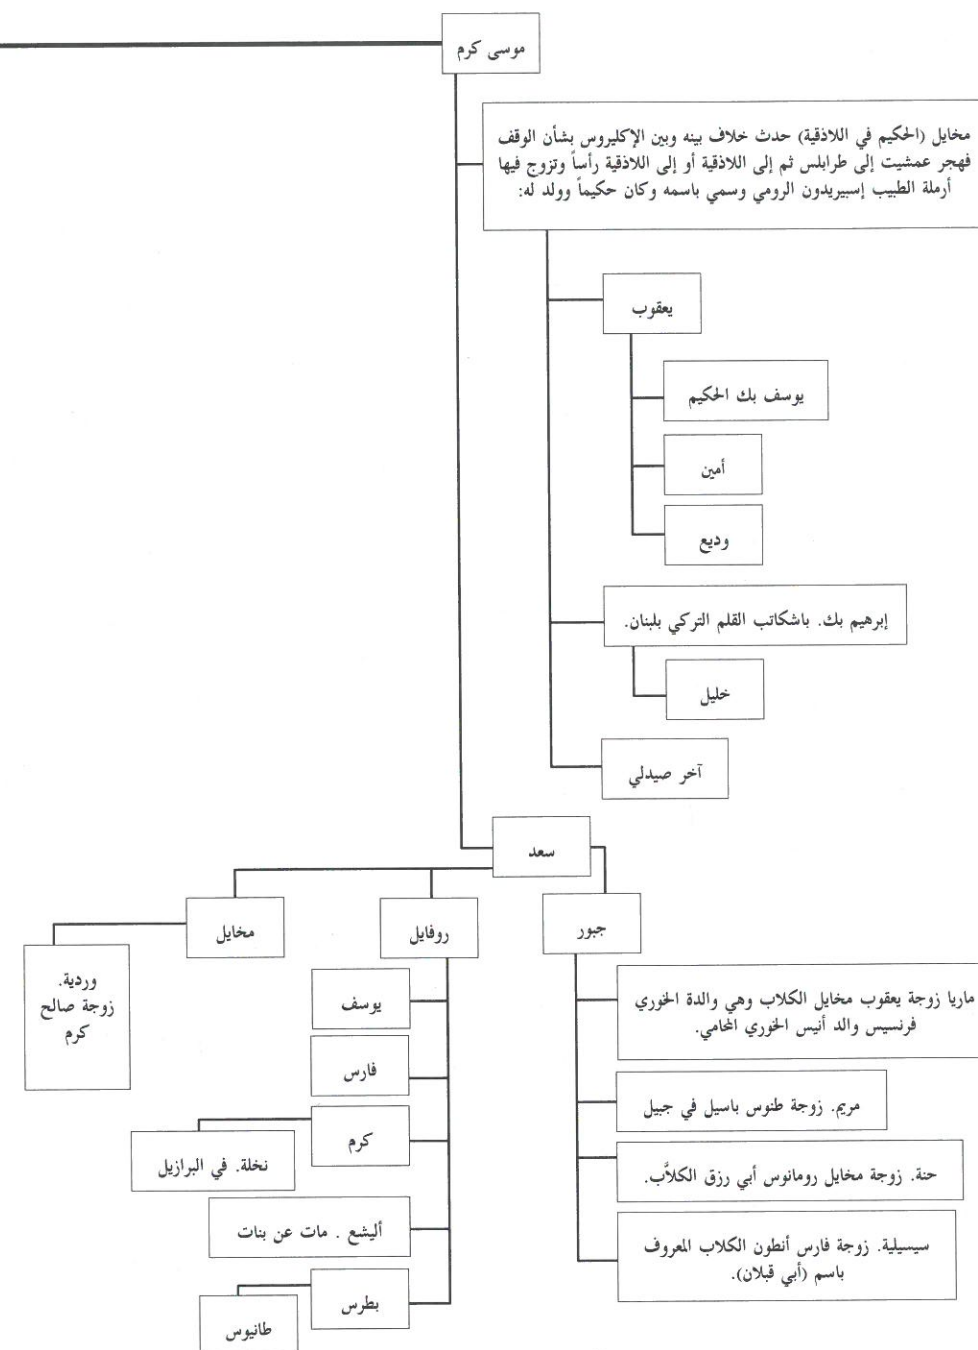 موسى كرم
مخايل (الحكيم في اللاذقية) حدث خلاف بينه وبين الإكليروس بشأن الوقف
فهجر عمشيت إلى طرابلس ثم إلى اللاذقية أو إلى اللاذقية رأساً وتزوج فيها
أرملة الطبيب إسبيريدون الرومي وسمي باسمه وكان حكيماً وولد له:
يعقوب
يوسف بك الحكيم
أمين
وديع
إبرهيم بك. باشكاتب القلم التركي بلبنان.
خليل
آخر صيدلي
سعد
جبور
ماريا زوجة يعقوب مخايل الكلاب وهي والدة الخوري
فرنسيس والد أنيس الخوري المحامي.
مريم. زوجة طنوس باسيل في جبيل
حنة. زوجة مخايل رومانوس أبي رزق الكلاَّب.
سيسيلية. زوجة فارس أنطون الكلاب المعروف
باسم (أبي قبلان).
روفايل
يوسف
فارس
كرم
نخلة. في البرازيل
أليشع . مات عن بنات
بطرس
طانيوس
مخايل
وردية.
زوجة صالح
كرم